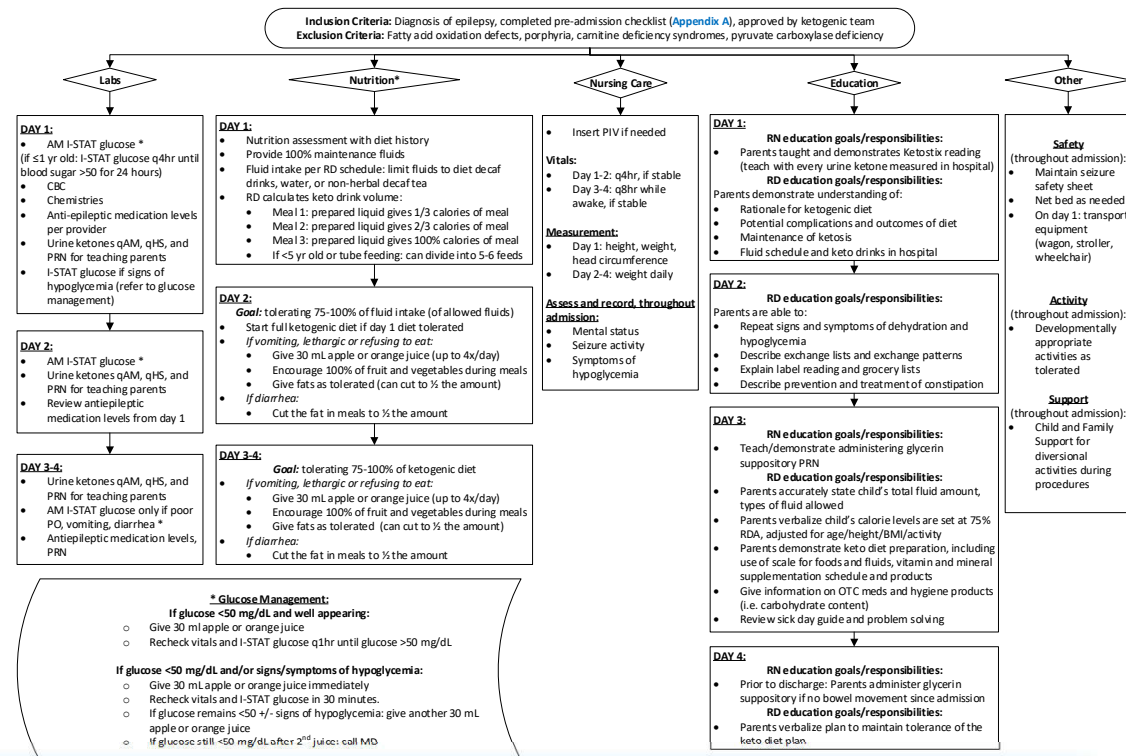 Inclusion Criteria: Diagnosis of epilepsy, completed pre-admission checklist (Appendix A), approved by ketogenic team
Exclusion Criteria: Fatty acid oxidation defects, porphyria, carnitine deficiency syndromes, pyruvate carboxylase deficiency
Labs
DAY 1:
• AM I-STAT glucose *
(if ≤1 yr old: I-STAT glucose q4hr until
blood sugar >50 for 24 hours)
• CBC
• Chemistries
• Anti-epileptic medication levels
per provider
• Urine ketones qAM, qHS, and
PRN for teaching parents
• I-STAT glucose if signs of
hypoglycemia (refer to glucose
management)
DAY 2:
• AM I-STAT glucose *
• Urine ketones qAM, qHS, and
PRN for teaching parents
• Review antiepileptic
medication levels from day 1
DAY 3-4:
• Urine ketones qAM, qHS, and
PRN for teaching parents
• AM I-STAT glucose only if poor
PO, vomiting, diarrhea *
• Antiepileptic medication levels,
PRN
Nutrition*
DAY 1:
• Nutrition assessment with diet history
• Provide 100% maintenance fluids
• Fluid intake per RD schedule: limit fluids to diet decaf
drinks, water, or non-herbal decaf tea
• RD calculates keto drink volume:
• Meal 1: prepared liquid gives 1/3 calories of meal
• Meal 2: prepared liquid gives 2/3 calories of meal
• Meal 3: prepared liquid gives 100% calories of meal
• If <5 yr old or tube feeding: can divide into 5-6 feeds
DAY 2:
Goal: tolerating 75-100% of fluid intake (of allowed fluids)
• Start full ketogenic diet if day 1 diet tolerated
• If vomiting, lethargic or refusing to eat:
• Give 30 mL apple or orange juice (up to 4x/day)
• Encourage 100% of fruit and vegetables during meals
• Give fats as tolerated (can cut to ½ the amount)
• If diarrhea:
• Cut the fat in meals to ½ the amount
DAY 3-4:
Goal: tolerating 75-100% of ketogenic diet
• If vomiting, lethargic or refusing to eat:
• Give 30 mL apple or orange juice (up to 4x/day)
• Encourage 100% of fruit and vegetables during meals
• Give fats as tolerated (can cut to ½ the amount)
• If diarrhea:
• Cut the fat in meals to ½ the amount
Nursing Care
• Insert PIV if needed
Vitals:
• Day 1-2: q4hr, if stable
• Day 3-4: q8hr while
awake, if stable
Measurement:
• Day 1: height, weight,
head circumference
• Day 2-4: weight daily
Assess and record, throughout
admission:
• Mental status
• Seizure activity
• Symptoms of
hypoglycemia
Education
DAY 1:
RN education goals/responsibilities:
• Parents taught and demonstrates Ketostix reading
(teach with every urine ketone measured in hospital)
RD education goals/responsibilities:
Parents demonstrate understanding of:
• Rationale for ketogenic diet
• Potential complications and outcomes of diet
• Maintenance of ketosis
• Fluid schedule and keto drinks in hospital
DAY 2:
RD education goals/responsibilities:
Parents are able to:
• Repeat signs and symptoms of dehydration and
hypoglycemia
• Describe exchange lists and exchange patterns
• Explain label reading and grocery lists
• Describe prevention and treatment of constipation
DAY 3:
RN education goals/responsibilities:
• Teach/demonstrate administering glycerin
suppository PRN
RD education goals/responsibilities:
• Parents accurately state child's total fluid amount,
types of fluid allowed
• Parents verbalize child's calorie levels are set at 75%
RDA, adjusted for age/height/BMI/activity
• Parents demonstrate keto diet preparation, including
use of scale for foods and fluids, vitamin and mineral
supplementation schedule and products
• Give information on OTC meds and hygiene products
(i.e. carbohydrate content)
• Review sick day guide and problem solving
DAY 4:
RN education goals/responsibilities:
• Prior to discharge: Parents administer glycerin
suppository if no bowel movement since admission
RD education goals/responsibilities:
• Parents verbalize plan to maintain tolerance of the
keto diet plan
Other
Safety
(throughout admission):
• Maintain seizure
safety sheet
• Net bed as needed
• On day 1: transport
equipment
(wagon, stroller,
wheelchair)
Activity
(throughout admission):
• Developmentally
appropriate
activities as
tolerated
Support
(throughout admission):
• Child and Family
Support for
diversional
activities during
procedures
* Glucose Management:
If glucose <50 mg/dL and well appearing:
o Give 30 ml apple or orange juice
o Recheck vitals and I-STAT glucose q1hr until glucose >50 mg/dL
If glucose <50 mg/dL and/or signs/symptoms of hypoglycemia:
o Give 30 mL apple or orange juice immediately
o Recheck vitals and I-STAT glucose in 30 minutes.
o If glucose remains <50 +/- signs of hypoglycemia: give another 30 mL
apple or orange juice
o If glucose still <50 mg/dL after 2nd juice: call MD